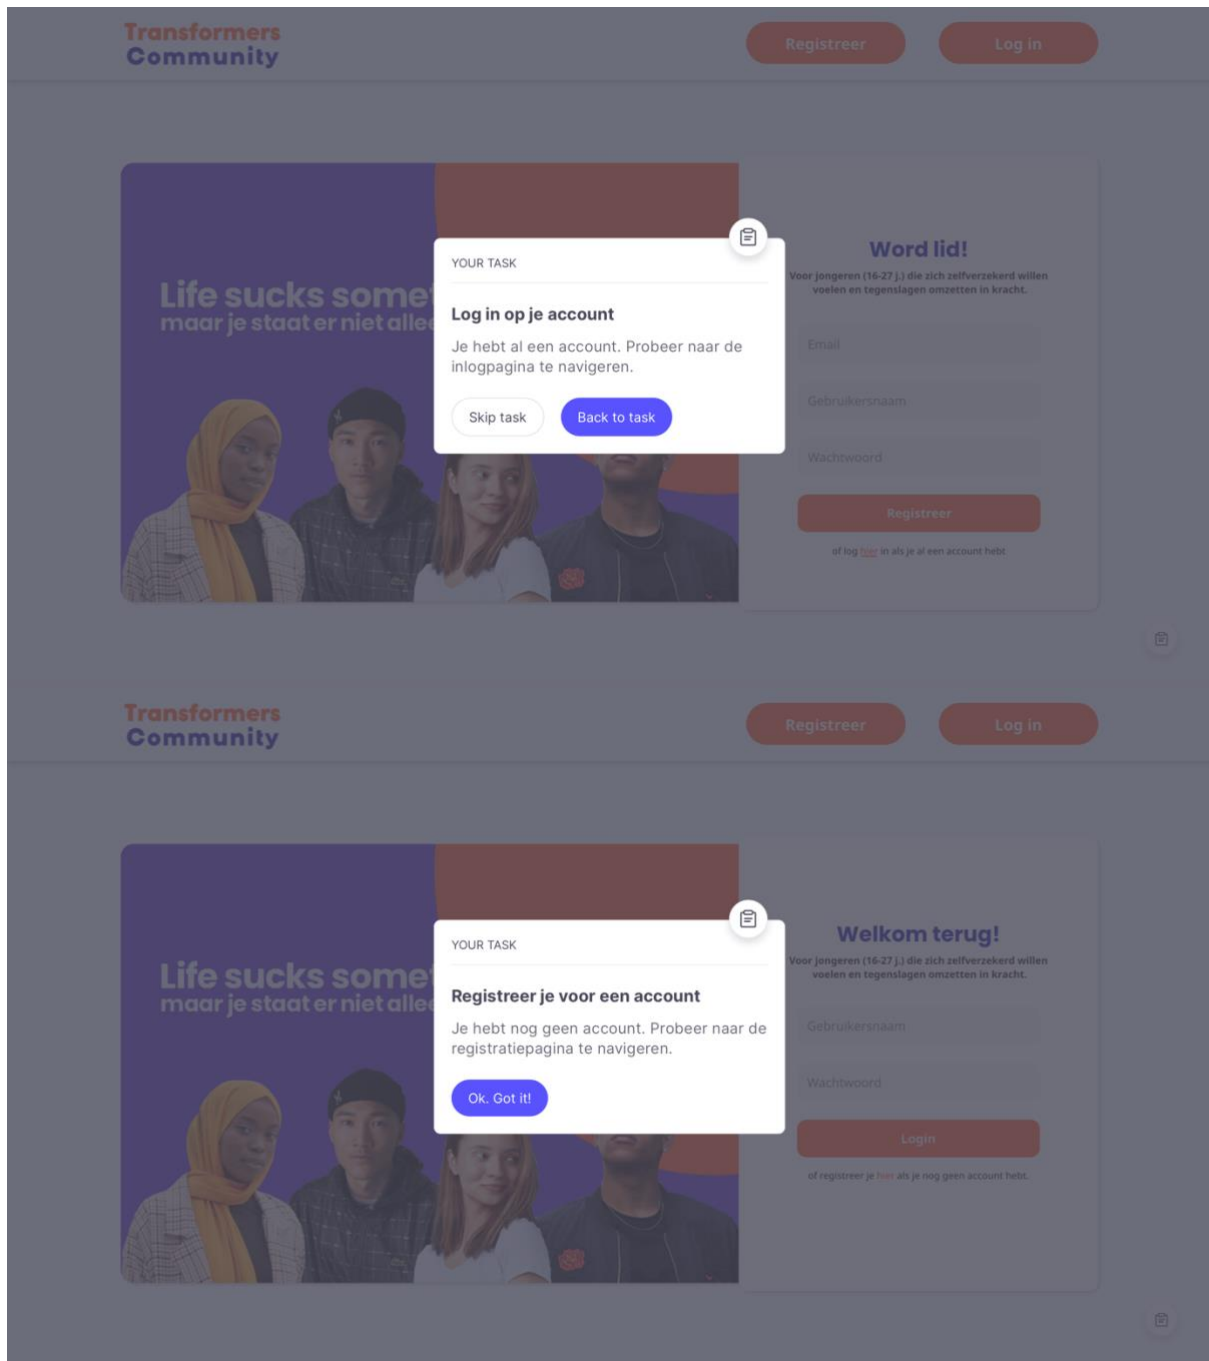 Transformers
Community
Registreer
Log in
Life sucks some
maar je staat er niet alle
YOUR TASK
Log in op je account
Je hebt al een account. Probeer naar de
inlogpagina te navigeren.
Skip task
Back to task
Word lid!
Voor jongeren (16-27 j.) die zich zelfverzekerd willen
voelen en tegenslagen omzetten in kracht.
Email
Gebruikersnaam
Wachtwoord
Registreer
of log hier in als je al een account hebt
Transformers
Community
Registreer
Log in
Life sucks some
maar je staat er niet alle
YOUR TASK
Registreer je voor een account
Je hebt nog geen account. Probeer naar de
registratiepagina te navigeren.
Ok. Got it!
Welkom terug!
Voor jongeren (16-27 j.) die zich zelfverzekerd willen
voelen en tegenslagen omzetten in kracht.
Gebruikersnaam
Wachtwoord
Login
of registreer je hier als je nog geen account hebt.